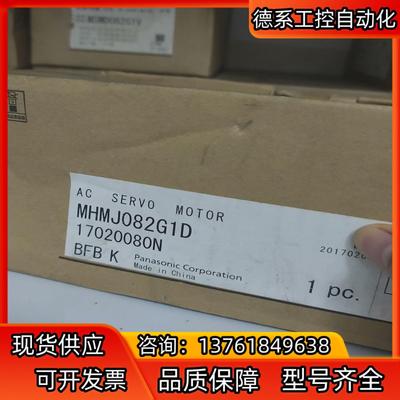 德系工控自动化
AC SERVO MOTOR
MHMJ082G1D
17020080N
BFB K
Panasonic Corporation
Made in China
1 pc.
现货供应
咨询：13761849638
可开发票
品质保障
型号齐全